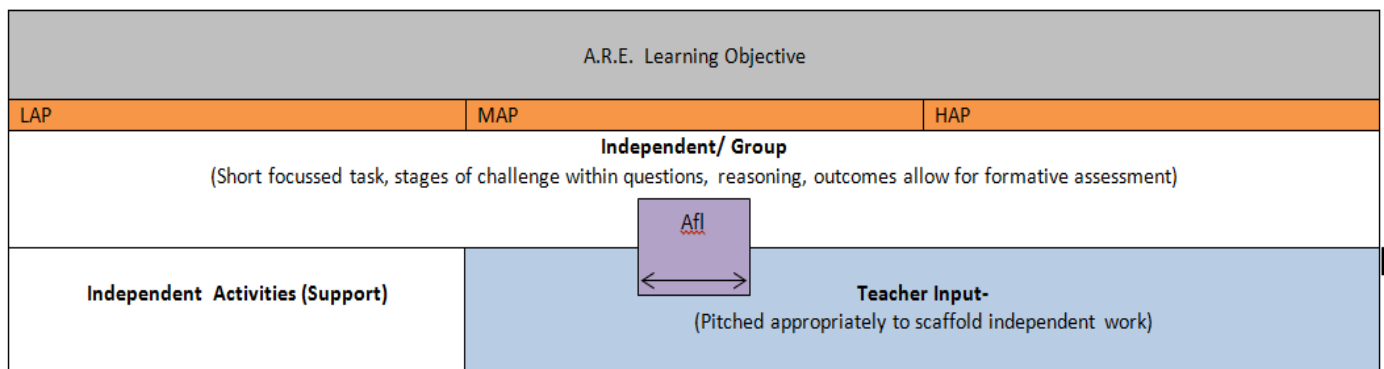 A.R.E. Learning Objective
LAP MAP HAP
Independent/ Group
(Short focussed task, stages of challenge within questions, reasoning, outcomes allow for formative assessment)
Afl
Independent Activities (Support)
Teacher Input-
(Pitched appropriately to scaffold independent work)